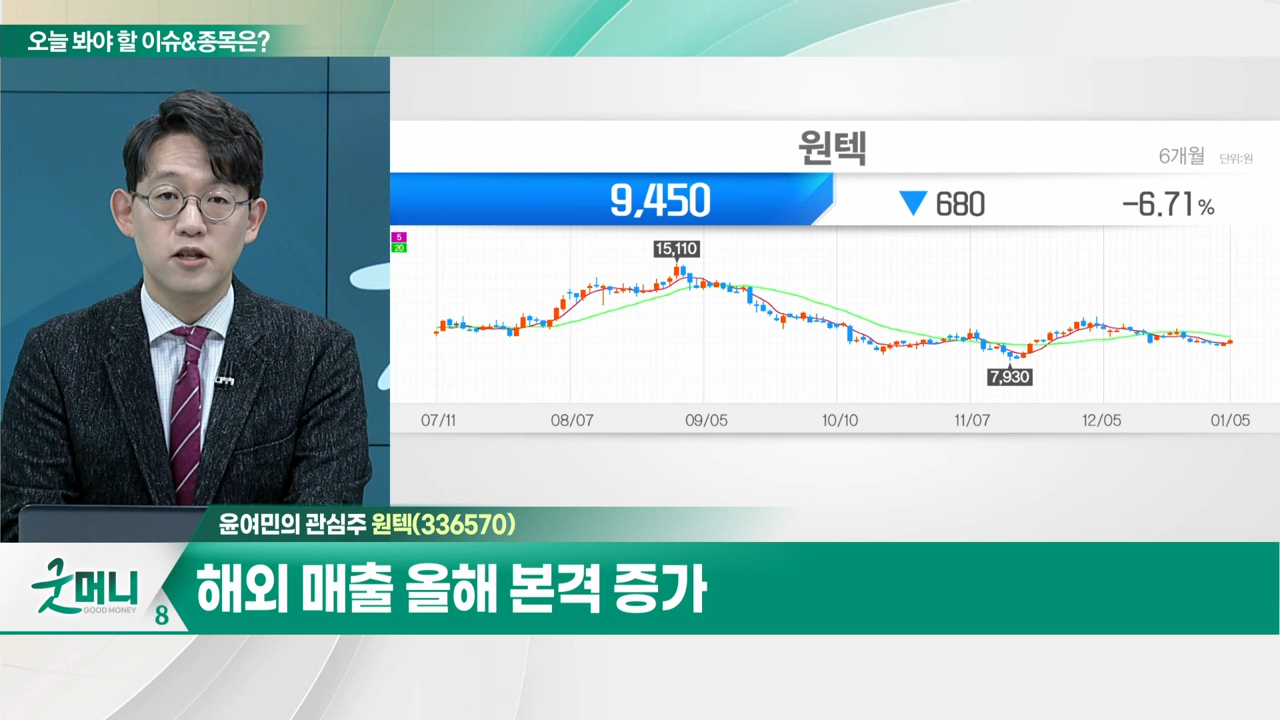 오늘 봐야 할 이슈&종목은?
원텍
6개월 단위:원
9,450 ▼ 680 -6.71%
5
20
15,110
7,930
07/11 08/07 09/05 10/10 11/07 12/05 01/05
윤여민의 관심주 원텍(336570)
굿머니
GOOD MONEY
8
해외 매출 올해 본격 증가